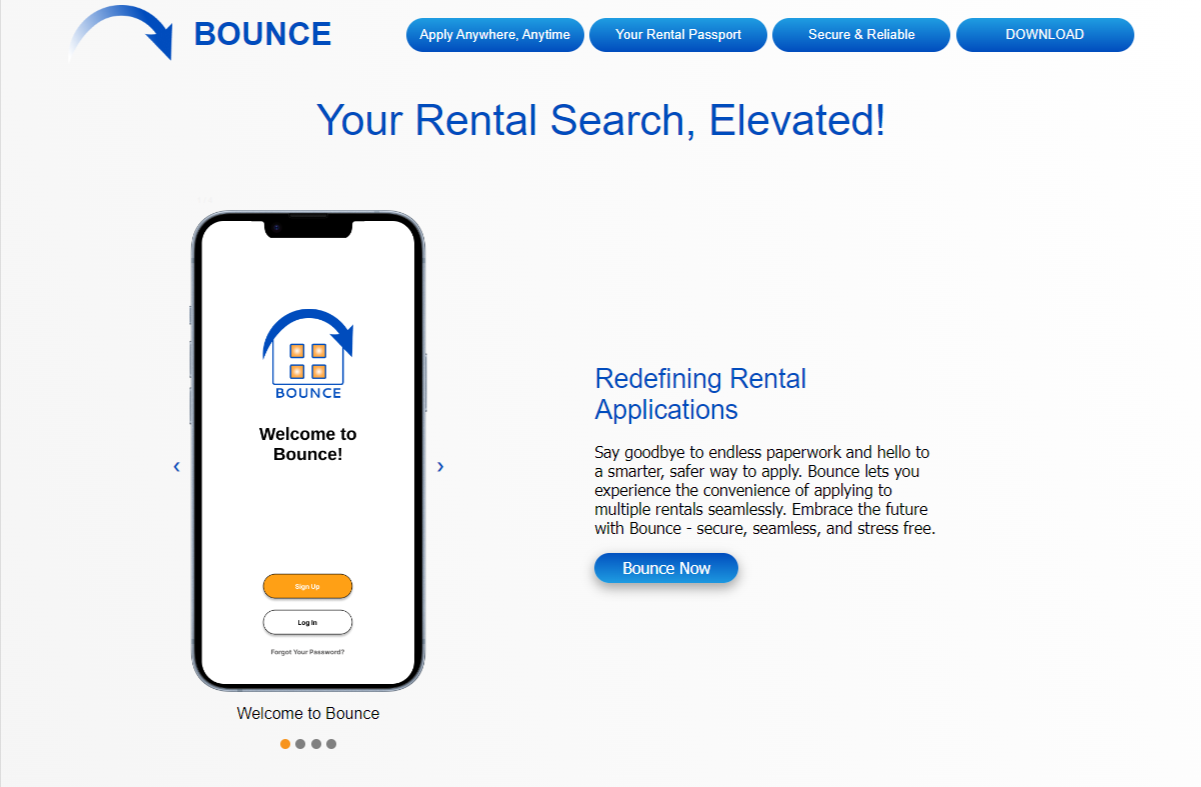 BOUNCE
Apply Anywhere, Anytime
Your Rental Passport
Secure & Reliable
DOWNLOAD
Your Rental Search, Elevated!
BOUNCE
Welcome to
Bounce!
Sign Up
Log In
Forgot Your Password?
‹
›
Welcome to Bounce
Redefining Rental
Applications
Say goodbye to endless paperwork and hello to
a smarter, safer way to apply. Bounce lets you
experience the convenience of applying to
multiple rentals seamlessly. Embrace the future
with Bounce - secure, seamless, and stress free.
Bounce Now